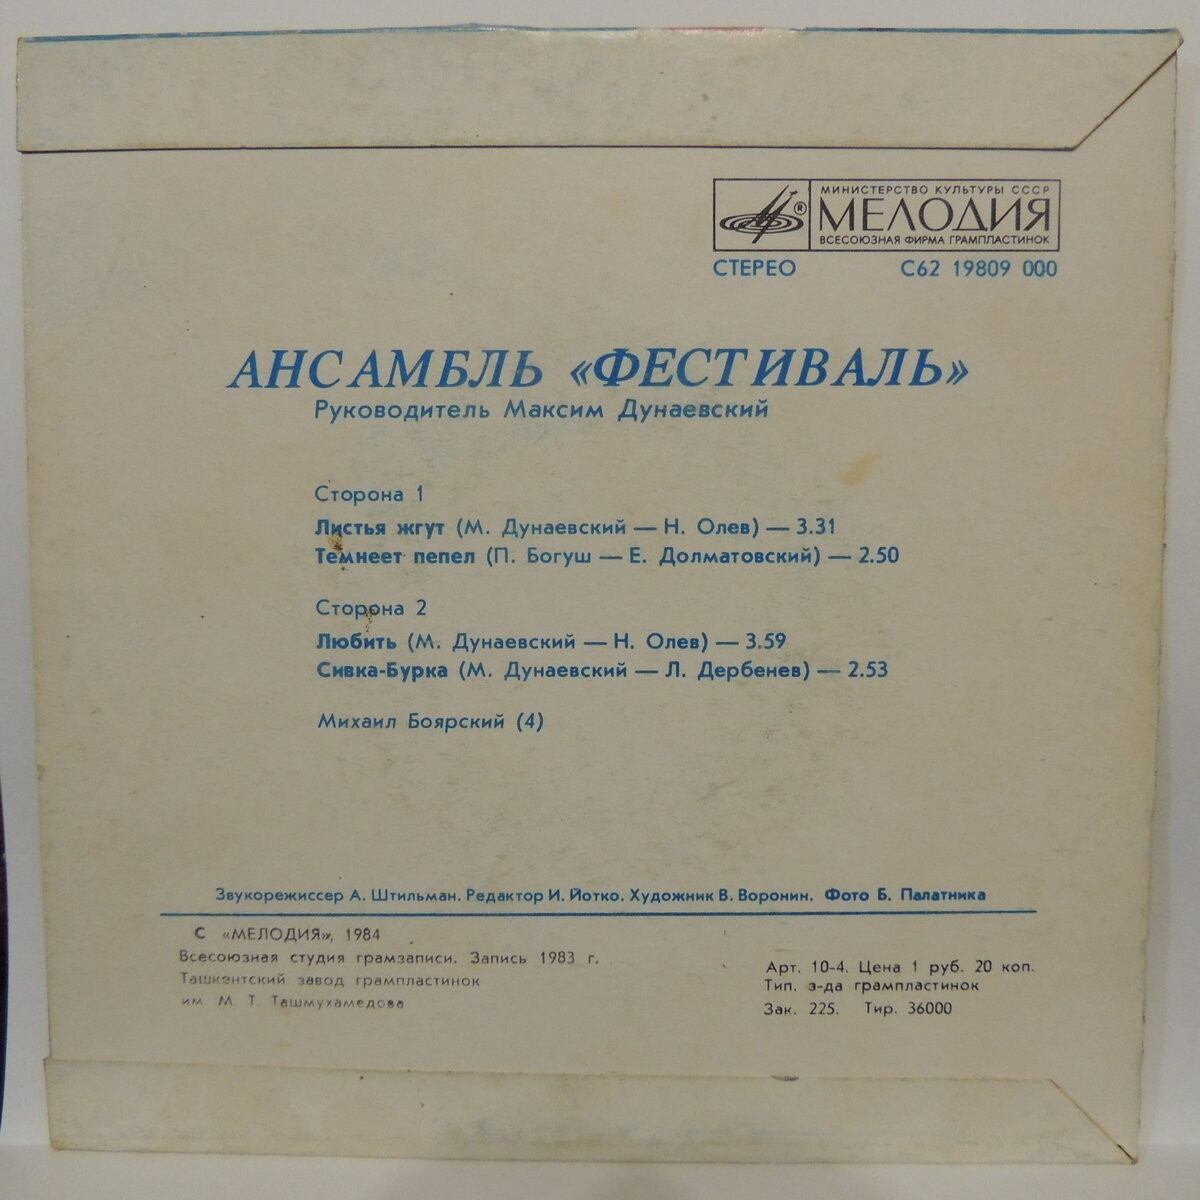 МИНИСТЕРСТВО КУЛЬТУРЫ СССР
МЕЛОДИЯ
®
ВСЕСОЮЗНАЯ ФИРМА ГРАМПЛАСТИНОК
СТЕРЕО С62 19809 000
АНСАМБЛЬ «ФЕСТИВАЛЬ»
Руководитель Максим Дунаевский
Сторона 1
Листья жгут (М. Дунаевский — Н. Олев) — 3.31
Темнеет пепел (П. Богуш — Е. Долматовский) — 2.50
Сторона 2
Любить (М. Дунаевский — Н. Олев) — 3.59
Сивка-Бурка (М. Дунаевский — Л. Дербенев) — 2.53
Михаил Боярский (4)
Звукорежиссер А. Штильман. Редактор И. Йотко. Художник В. Воронин. Фото Б. Палатника
С «МЕЛОДИЯ», 1984
Всесоюзная студия грамзаписи. Запись 1983 г.
Ташкентский завод грампластинок
им. М. Т. Ташмухамедова
Арт. 10-4. Цена 1 руб. 20 коп.
Тип. з-да грампластинок
Зак. 225. Тир. 36000